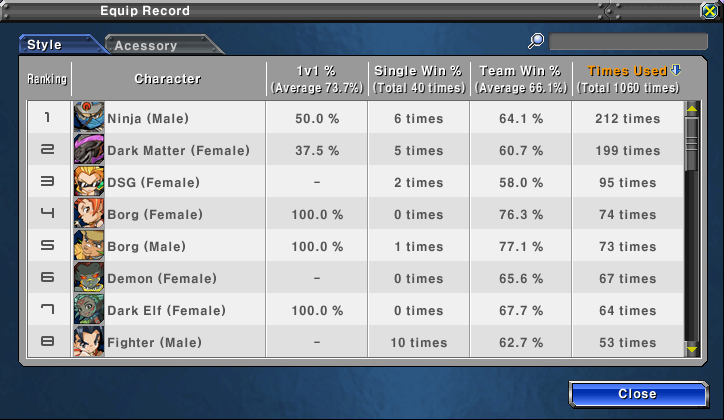 Equip Record
Style Acessory
Ranking Character 1v1 % Single Win % Team Win % Times Used
(Average 73.7%) (Total 40 times) (Average 66.1%) (Total 1060 times)
1 Ninja (Male) 50.0 % 6 times 64.1 % 212 times
2 Dark Matter (Female) 37.5 % 5 times 60.7 % 199 times
3 DSG (Female) - 2 times 58.0 % 95 times
4 Borg (Female) 100.0 % 0 times 76.3 % 74 times
5 Borg (Male) 100.0 % 1 times 77.1 % 73 times
6 Demon (Female) - 0 times 65.6 % 67 times
7 Dark Elf (Female) 100.0 % 0 times 67.7 % 64 times
8 Fighter (Male) - 10 times 62.7 % 53 times
Close